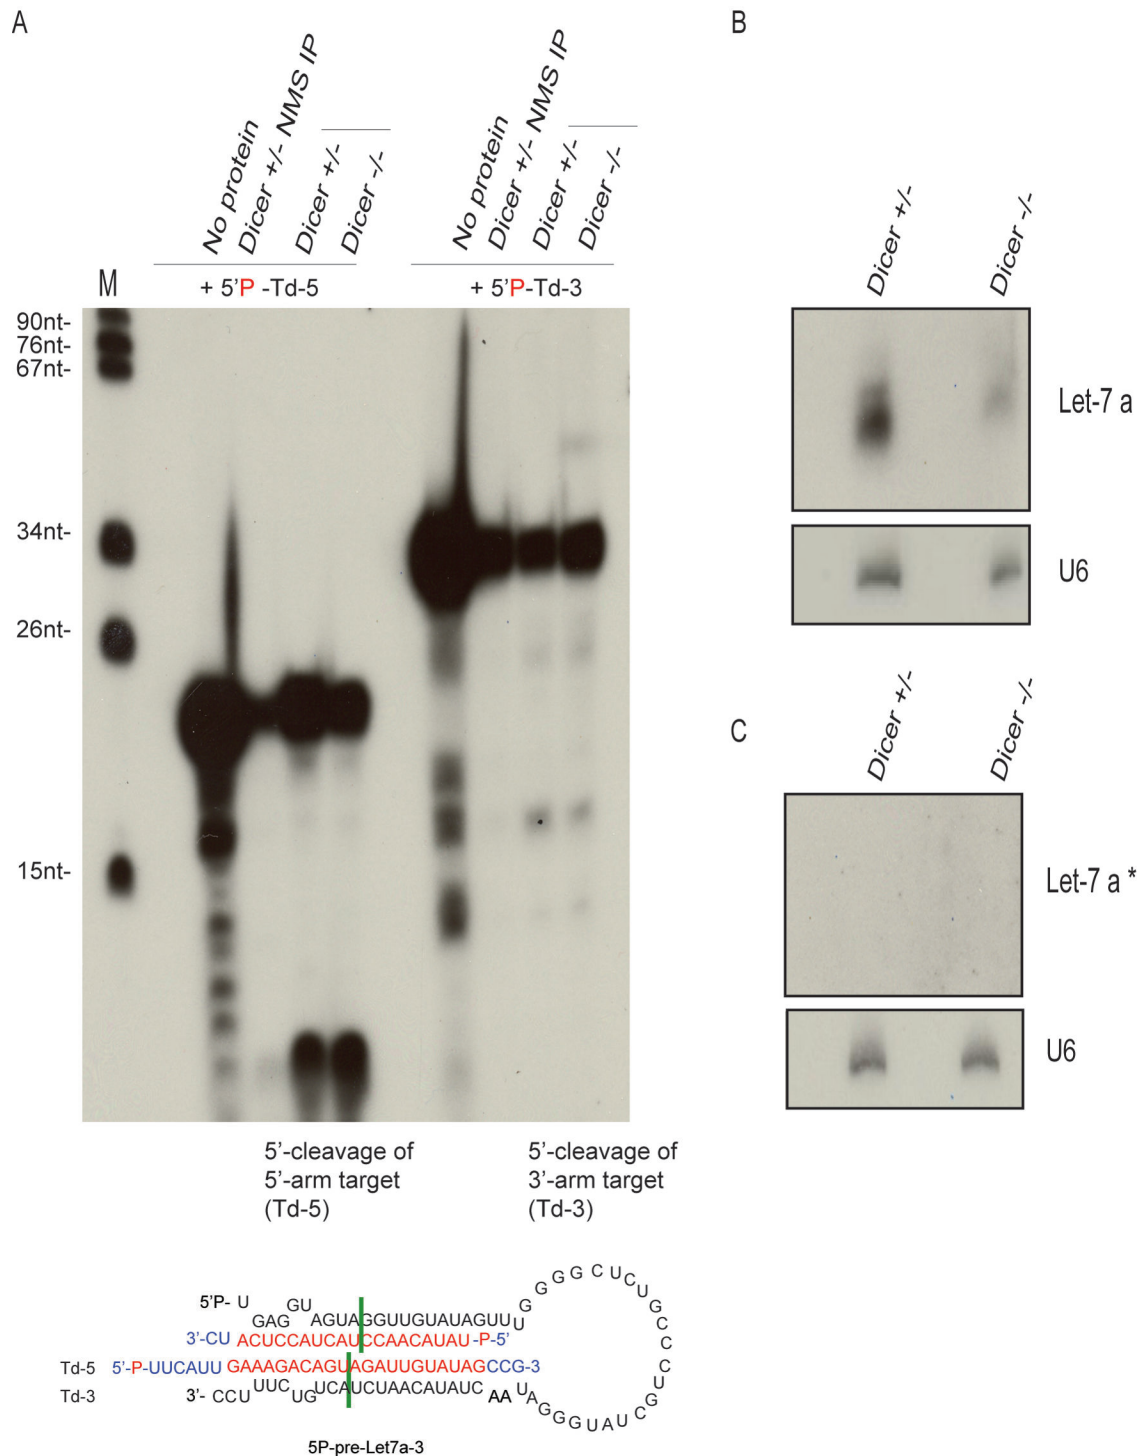 A
B
No protein
Dicer +/- NMS IP
Dicer +/-
Dicer -/-
No protein
Dicer +/- NMS IP
Dicer +/-
Dicer -/-
M
+ 5’P -Td-5
+ 5’P-Td-3
90nt-
76nt-
67nt-
34nt-
26nt-
15nt-
Dicer +/-
Dicer -/-
Let-7 a
U6
C
Dicer +/-
Dicer -/-
Let-7 a *
U6
5’-cleavage of
5’-arm target
(Td-5)
5’-cleavage of
3’-arm target
(Td-3)
5’P- U GAG GU AGUAGGUUGUAUAGUUU G GGGG CUCU G CC C U G C U A U G G G A U AA
3’-CU ACUCCAUCAUCCAACAUAU -P-5’
Td-5 5’-P-UUCAUU GAAAGACAGUAGAUUGUAUAGCCG-3
Td-3 3’- CCU UUC UG UCAUCUAACAUAUC
5P-pre-Let7a-3